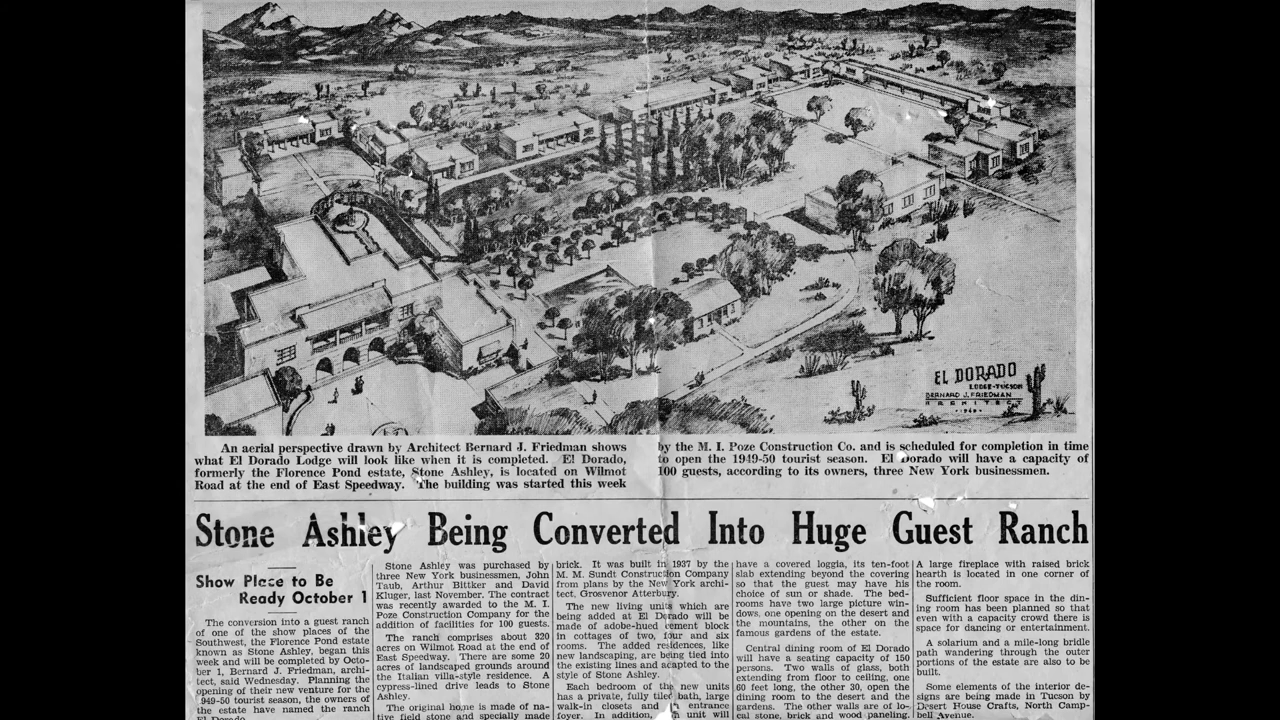 EL DORADO
LODGE-TUCSON
BERNARD J. FRIEDMAN
ARCHITECT
An aerial perspective drawn by Architect Bernard J. Friedman shows
what El Dorado Lodge will look like when it is completed. El Dorado,
formerly the Florence Pond estate, Stone Ashley, is located on Wilmot
Road at the end of East Speedway. The building was started this week
by the M. I. Poze Construction Co. and is scheduled for completion in time
to open the 1949-50 tourist season. El Dorado will have a capacity of
100 guests, according to its owners, three New York businessmen.
Stone Ashley Being Converted Into Huge Guest Ranch
Show Place to Be
Ready October 1
The conversion into a guest ranch
of one of the show places of the
Southwest, the Florence Pond estate
known as Stone Ashley, began this
week and will be completed by Octo-
ber 1, Bernard J. Friedman, archi-
tect, said Wednesday. Planning the
opening of their new venture for the
1949-50 tourist season, the owners of
the estate have named the ranch
El Dorado.
Stone Ashley was purchased by
three New York businessmen, John
Taub, Arthur Bittker and David
Kluger, last November. The contract
was recently awarded to the M. I.
Poze Construction Company for the
addition of facilities for 100 guests.
The ranch comprises about 320
acres on Wilmot Road at the end of
East Speedway. There are some 20
acres of landscaped grounds around
the Italian villa-style residence. A
cypress-lined drive leads to Stone
Ashley.
The original home is made of na-
tive field stone and specially made
brick. It was built in 1937 by the
M. M. Sundt Construction Company
from plans by the New York archi-
tect, Grosvenor Atterbury.
The new living units which are
being added at El Dorado will be
made of adobe-hued cement block
in cottages of two, four and six
rooms. The added residences, like
new landscaping, are being tied into
the existing lines and adapted to the
style of Stone Ashley.
Each bedroom of the new units
has a private, fully tiled bath, large
walk-in closets and an entrance
foyer. In addition, unit will
have a covered loggia, its ten-foot
slab extending beyond the covering
so that the guest may have his
choice of sun or shade. The bed-
rooms have two large picture win-
dows, one opening on the desert and
the mountains, the other on the
famous gardens of the estate.
Central dining room of El Dorado
will have a seating capacity of 150
persons. Two walls of glass, both
extending from floor to ceiling, one
60 feet long, the other 30, open the
dining room to the desert and the
gardens. The other walls are of lo-
cal stone, brick and wood paneling.
A large fireplace with raised brick
hearth is located in one corner of
the room.
Sufficient floor space in the din-
ing room has been planned so that
even with a capacity crowd there is
space for dancing or entertainment.
A solarium and a mile-long bridle
path wandering through the outer
portions of the estate are also to be
built.
Some elements of the interior de-
signs are being made in Tucson by
Desert House Crafts, North Camp-
bell Avenue.